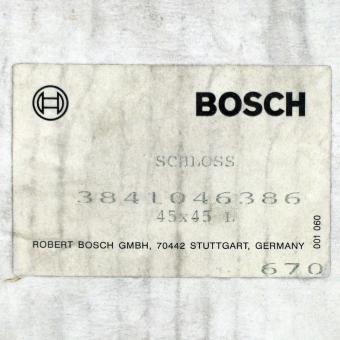 BOSCH
SCHLOSS
3841046386
45x45 L
ROBERT BOSCH GMBH, 70442 STUTTGART, GERMANY
001 060
670